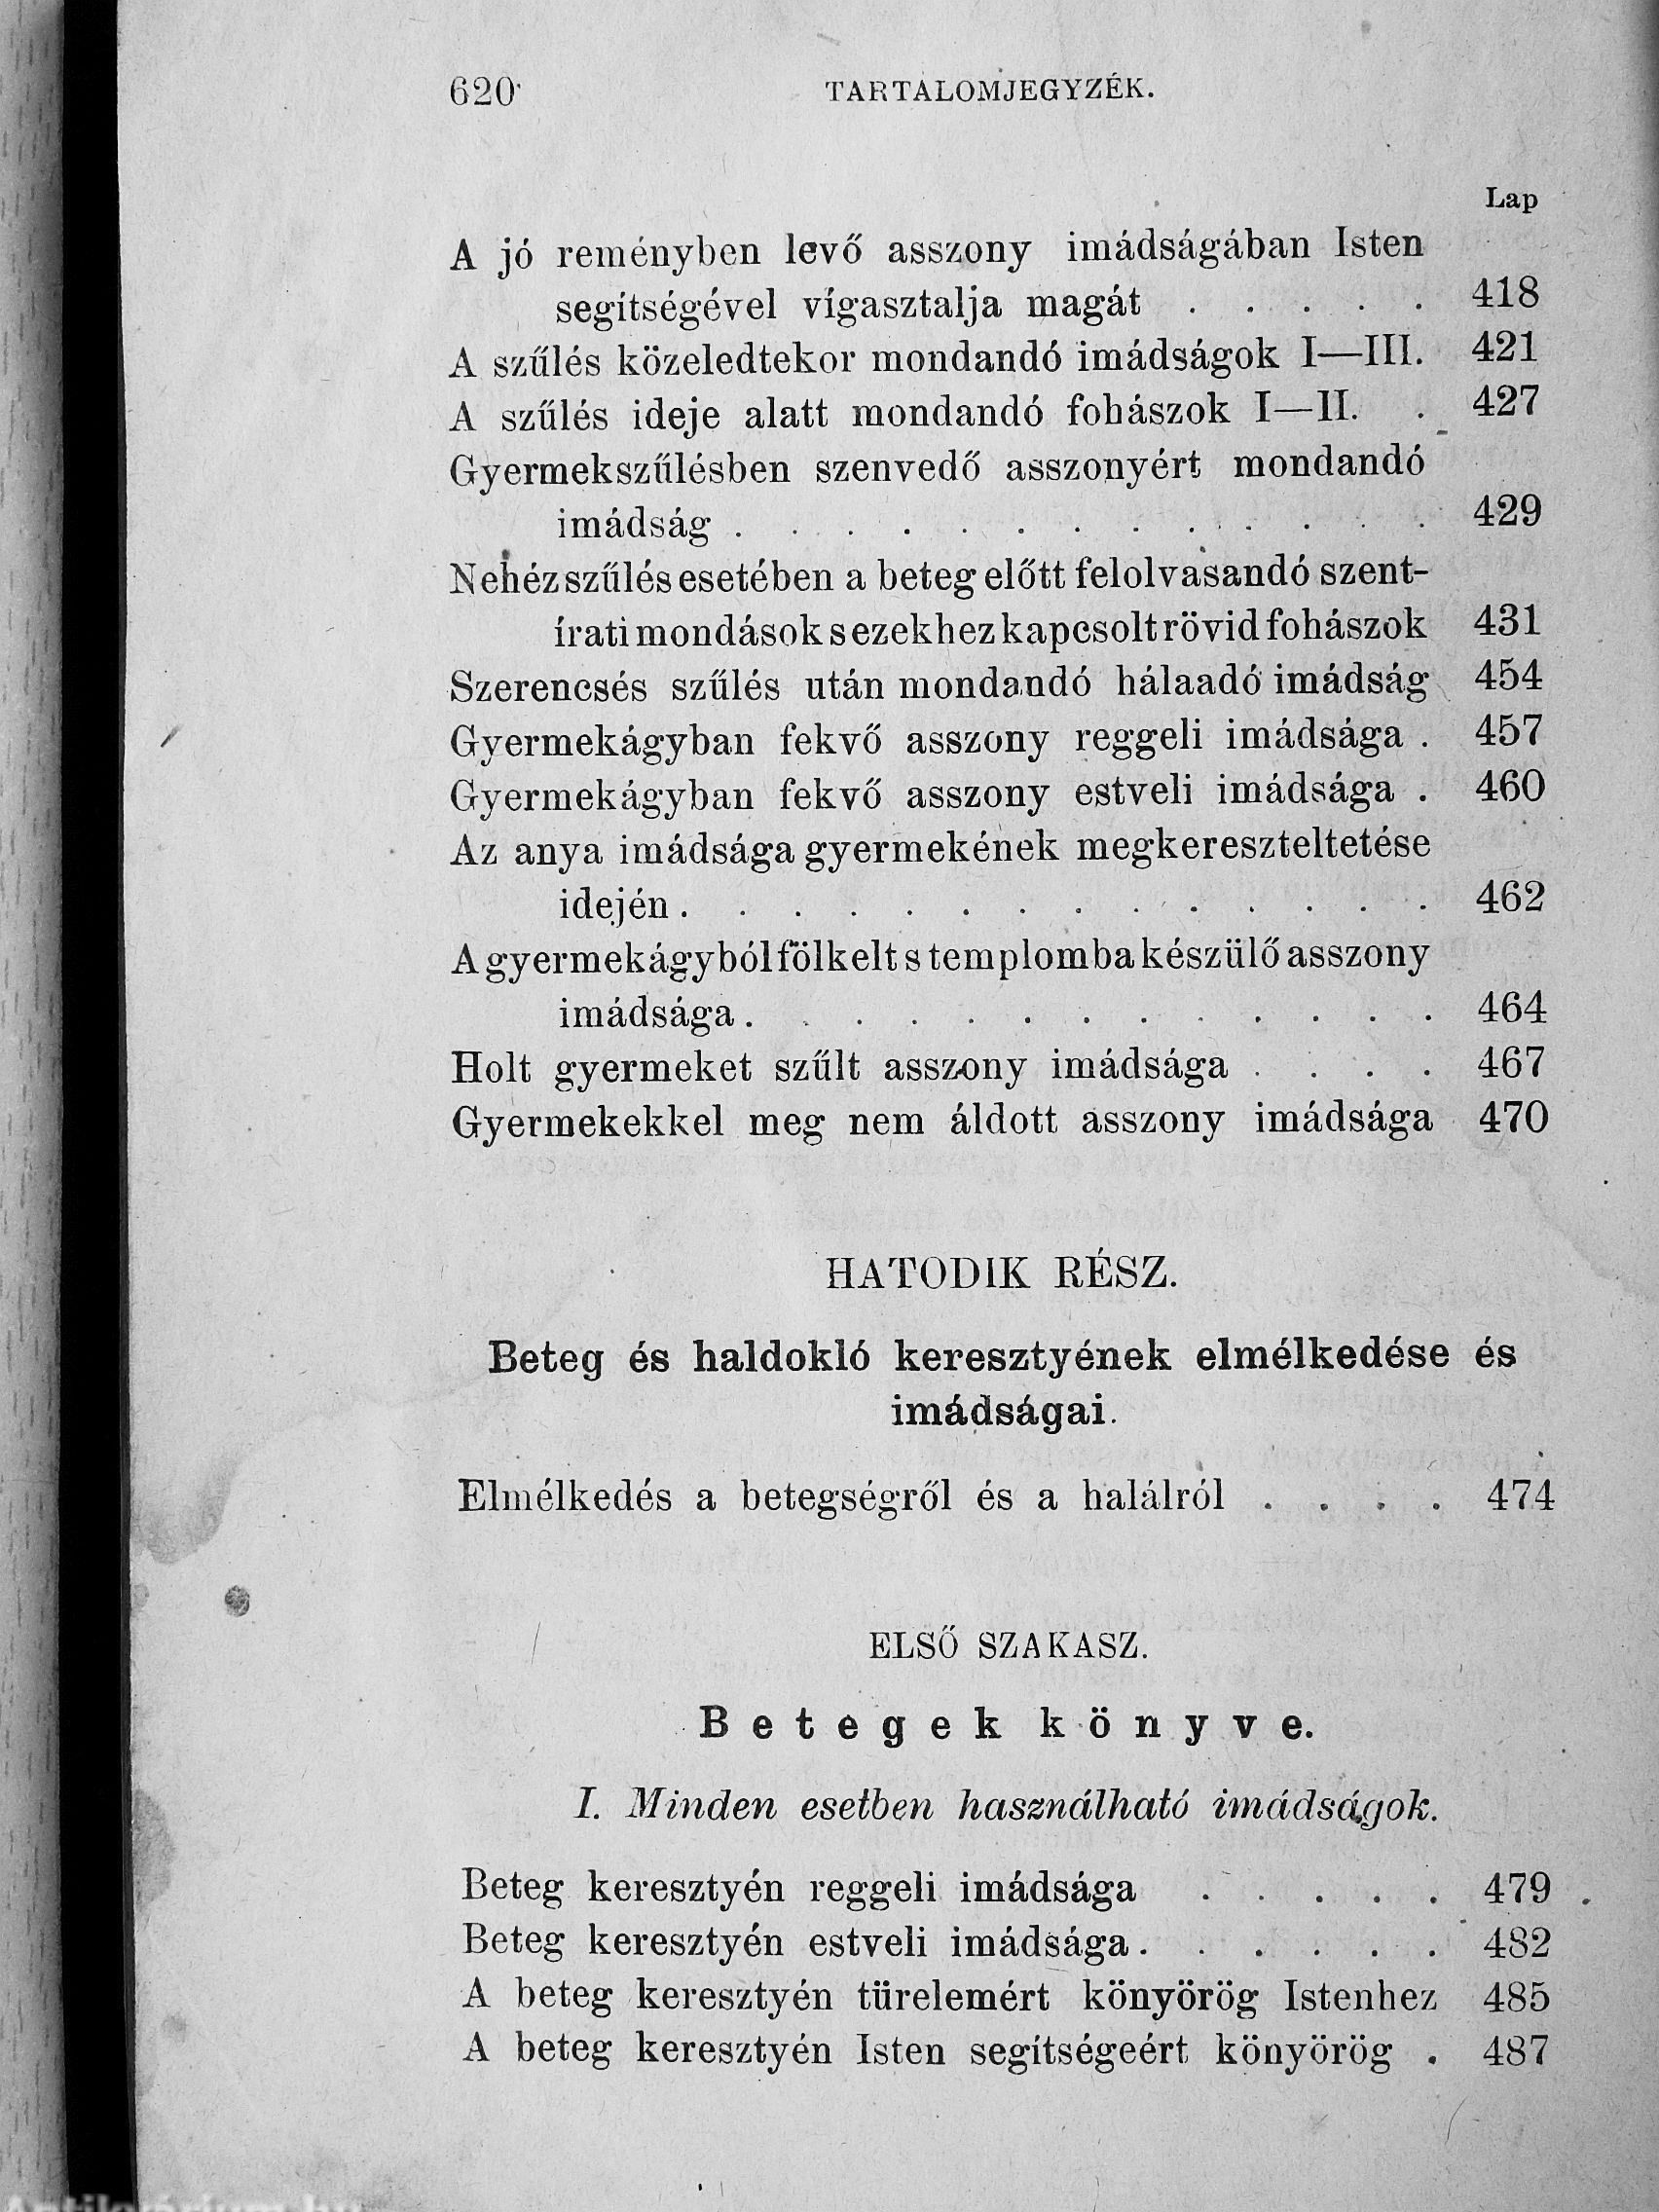 620 TARTALOMJEGYZÉK.
Lap
A jó reményben levő asszony imádságában Isten
segítségével vígasztalja magát . . . . . 418
A szűlés közeledtekor mondandó imádságok I—III. 421
A szűlés ideje alatt mondandó fohászok I—II. . 427
Gyermekszűlésben szenvedő asszonyért mondandó
imádság . . . . . . . . . . . . . 429
Nehéz szűlés esetében a beteg előtt felolvasandó szent-
írati mondások s ezekhez kapcsolt rövid fohászok 431
Szerencsés szűlés után mondandó hálaadó imádság 454
Gyermekágyban fekvő asszony reggeli imádsága . 457
Gyermekágyban fekvő asszony estveli imádsága . 460
Az anya imádsága gyermekének megkereszteltetése
idején . . . . . . . . . . . . . . 462
A gyermekágyból fölkelt s templomba készülő asszony
imádsága . . . . . . . . . . . . . 464
Holt gyermeket szűlt asszony imádsága . . . . 467
Gyermekekkel meg nem áldott asszony imádsága 470
HATODIK RÉSZ.
Beteg és haldokló keresztyének elmélkedése és
imádságai.
Elmélkedés a betegségről és a halálról . . . . 474
ELSŐ SZAKASZ.
Betegek könyve.
I. Minden esetben használható imádságok.
Beteg keresztyén reggeli imádsága . . . . . 479
Beteg keresztyén estveli imádsága . . . . . . 482
A beteg keresztyén türelemért könyörög Istenhez 485
A beteg keresztyén Isten segítségeért könyörög . 487
Antikvárium.hu